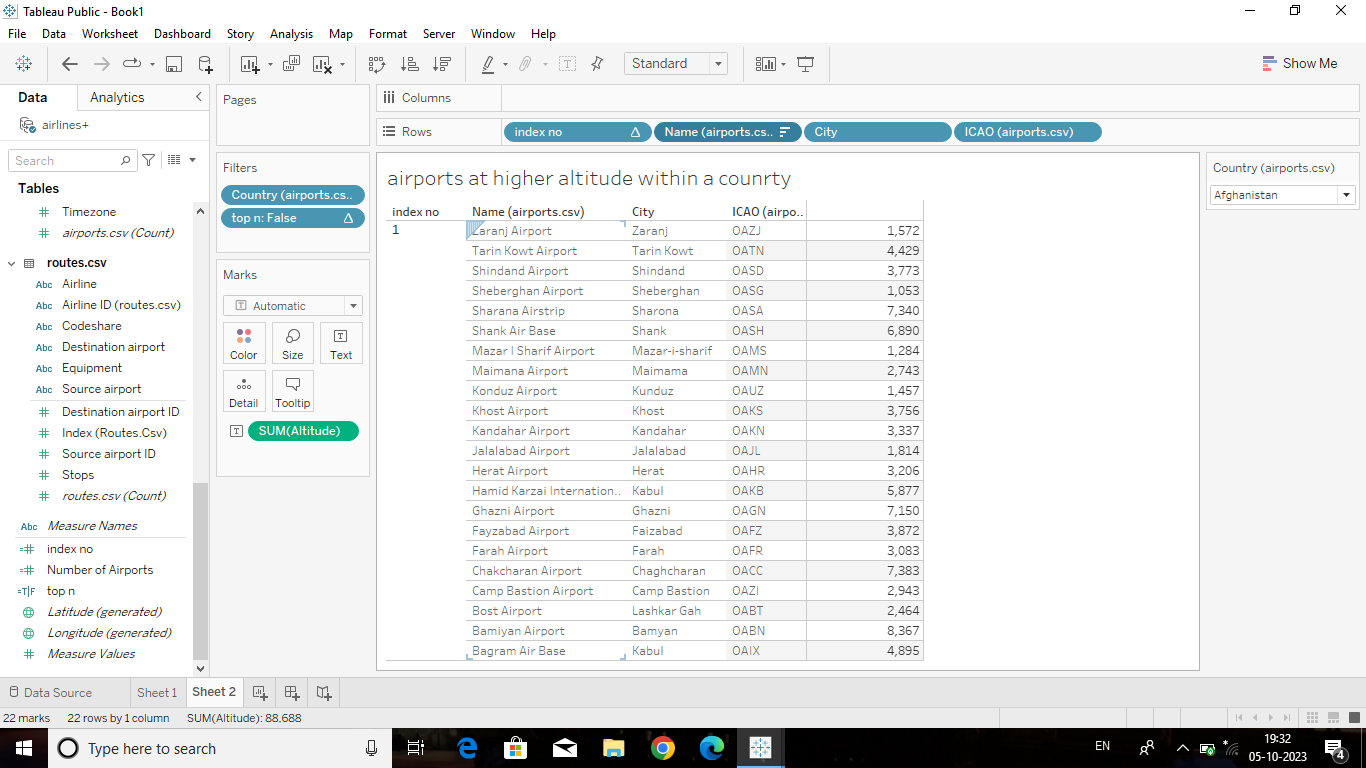 Tableau Public - Book1
File Data Worksheet Dashboard Story Analysis Map Format Server Window Help
Standard
Show Me
Data Analytics
airlines+
Search
Tables
# Timezone
# airports.csv (Count)
routes.csv
Abc Airline
Abc Airline ID (routes.csv)
Abc Codeshare
Abc Destination airport
Abc Equipment
Abc Source airport
# Destination airport ID
# Index (Routes.Csv)
# Source airport ID
# Stops
# routes.csv (Count)
Abc Measure Names
=# index no
=# Number of Airports
=T|F top n
Latitude (generated)
Longitude (generated)
# Measure Values
Pages
Filters
Country (airports.cs..
top n: False
Marks
Automatic
Color Size Text
Detail Tooltip
SUM(Altitude)
Columns
Rows index no Name (airports.cs.. City ICAO (airports.csv)
airports at higher altitude within a counrty
index no Name (airports.csv) City ICAO (airpo..
1 Zaranj Airport Zaranj OAZJ 1,572
Tarin Kowt Airport Tarin Kowt OATN 4,429
Shindand Airport Shindand OASD 3,773
Sheberghan Airport Sheberghan OASG 1,053
Sharana Airstrip Sharona OASA 7,340
Shank Air Base Shank OASH 6,890
Mazar I Sharif Airport Mazar-i-sharif OAMS 1,284
Maimana Airport Maimama OAMN 2,743
Konduz Airport Kunduz OAUZ 1,457
Khost Airport Khost OAKS 3,756
Kandahar Airport Kandahar OAKN 3,337
Jalalabad Airport Jalalabad OAJL 1,814
Herat Airport Herat OAHR 3,206
Hamid Karzai Internation.. Kabul OAKB 5,877
Ghazni Airport Ghazni OAGN 7,150
Fayzabad Airport Faizabad OAFZ 3,872
Farah Airport Farah OAFR 3,083
Chakcharan Airport Chaghcharan OACC 7,383
Camp Bastion Airport Camp Bastion OAZI 2,943
Bost Airport Lashkar Gah OABT 2,464
Bamiyan Airport Bamyan OABN 8,367
Bagram Air Base Kabul OAIX 4,895
Country (airports.csv)
Afghanistan
Data Source Sheet 1 Sheet 2
22 marks 22 rows by 1 column SUM(Altitude): 88,688
Type here to search
EN
19:32
05-10-2023
4